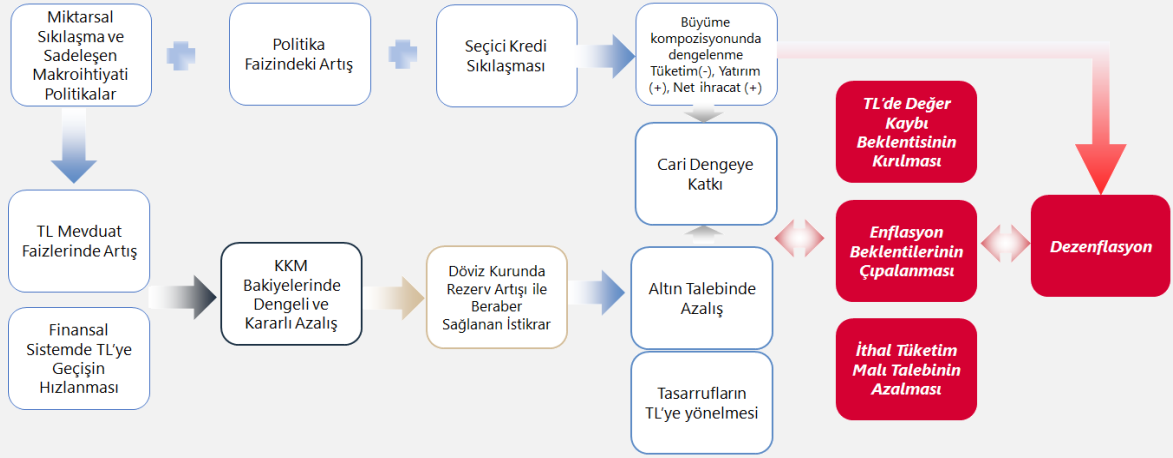 Miktarsal
Sıkılaşma ve
Sadeleşen
Makroihtiyati
Politikalar
Politika
Faizindeki Artış
Seçici Kredi
Sıkılaşması
Büyüme
kompozisyonunda
dengelenme
Tüketim(-), Yatırım
(+), Net ihracat (+)
TL'de Değer
Kaybı
Beklentisinin
Kırılması
Cari Dengeye
Katkı
TL Mevduat
Faizlerinde Artış
Enflasyon
Beklentilerinin
Çıpalanması
Dezenflasyon
KKM
Bakiyelerinde
Dengeli ve
Kararlı Azalış
Döviz Kurunda
Rezerv Artışı ile
Beraber
Sağlanan İstikrar
Altın Talebinde
Azalış
Finansal
Sistemde TL'ye
Geçişin
Hızlanması
Tasarrufların
TL'ye yönelmesi
İthal Tüketim
Malı Talebinin
Azalması